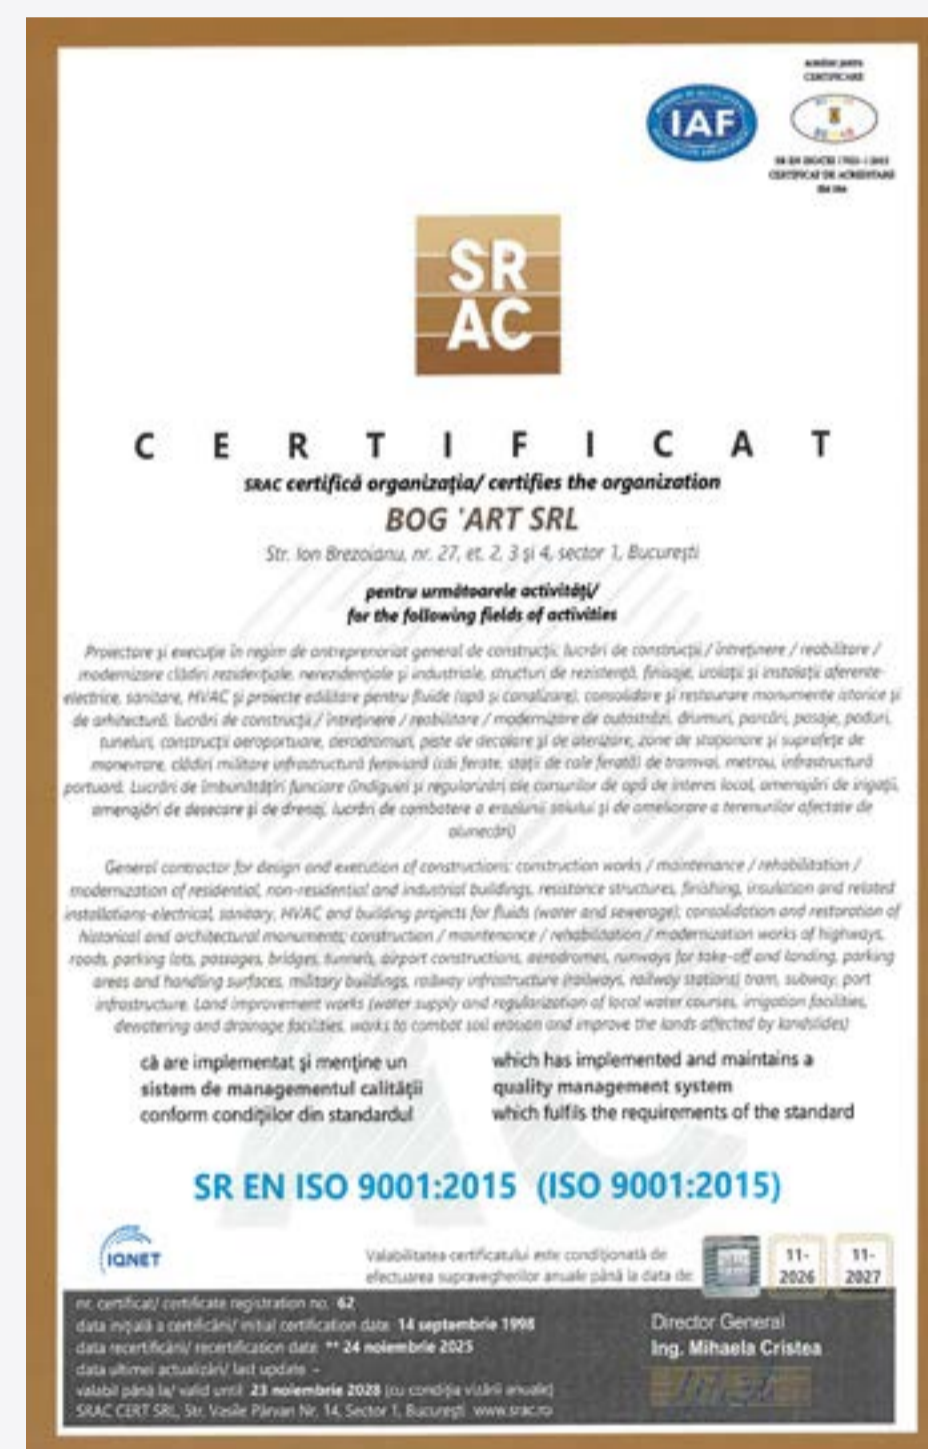 CERTIFICARE
IAF
CERTIFICAT DE ACREDITARE
SR
AC
CERTIFICAT
SRAC certifică organizația/ certifies the organization
BOG 'ART SRL
Str. Ion Brezoianu, nr. 27, et. 2, 3 și 4, sector 1, București
pentru următoarele activități/
for the following fields of activities
Proiectare și execuție în regim de antreprenoriat general de construcții: lucrări de construcții / întreținere / reabilitare /
modernizare clădiri rezidențiale, nerezidențiale și industriale, structuri de rezistență, finisaje, izolații și instalații aferente-
electrice, sanitare, HVAC și proiecte edilitare pentru fluide (apă și canalizare); consolidare și restaurare monumente istorice și
de arhitectură; lucrări de construcții / întreținere / reabilitare / modernizare de autostrăzi, drumuri, parcări, pasaje, poduri,
tuneluri, construcții aeroportuare, aerodromuri, piste de decolare și de aterizare, zone de staționare și suprafețe de
manevrare, clădiri militare infrastructură feroviară (căi ferate, stații de cale ferată) de tramvai, metrou, infrastructură
portuară. Lucrări de îmbunătățiri funciare (îndiguiri și regularizări ale cursurilor de apă de interes local, amenajări de irigații,
amenajări de desecare și de drenaj, lucrări de combatere a eroziunii solului și de ameliorare a terenurilor afectate de
alunecări)
General contractor for design and execution of constructions: construction works / maintenance / rehabilitation /
modernization of residential, non-residential and industrial buildings, resistance structures, finishing, insulation and related
installations-electrical, sanitary, HVAC and building projects for fluids (water and sewerage); consolidation and restoration of
historical and architectural monuments; construction / maintenance / rehabilitation / modernization works of highways,
roads, parking lots, passages, bridges, tunnels, airport constructions, aerodromes, runways for take-off and landing, parking
areas and handling surfaces, military buildings, railway infrastructure (railways, railway stations) tram, subway, port
infrastructure. Land improvement works (water supply and regularization of local water courses, irrigation facilities,
dewatering and drainage facilities, works to combat soil erosion and improve the lands affected by landslides)
că are implementat și menține un
sistem de managementul calității
conform condițiilor din standardul
which has implemented and maintains a
quality management system
which fulfils the requirements of the standard
SR EN ISO 9001:2015 (ISO 9001:2015)
IQNET
Valabilitatea certificatului este condiționată de
efectuarea supravegherilor anuale până la data de:
11-
2026
11-
2027
nr. certificat/ certificate registration no. 62
data inițială a certificării/ initial certification date 14 septembrie 1998
data recertificării/ recertification date ** 24 noiembrie 2025
data ultimei actualizări/ last update -
valabil până la/ valid until 23 noiembrie 2028 (cu condiția vizării anuale)
SRAC CERT SRL, Str. Vasile Pârvan Nr. 14, Sector 1, București www.srac.ro
Director General
Ing. Mihaela Cristea